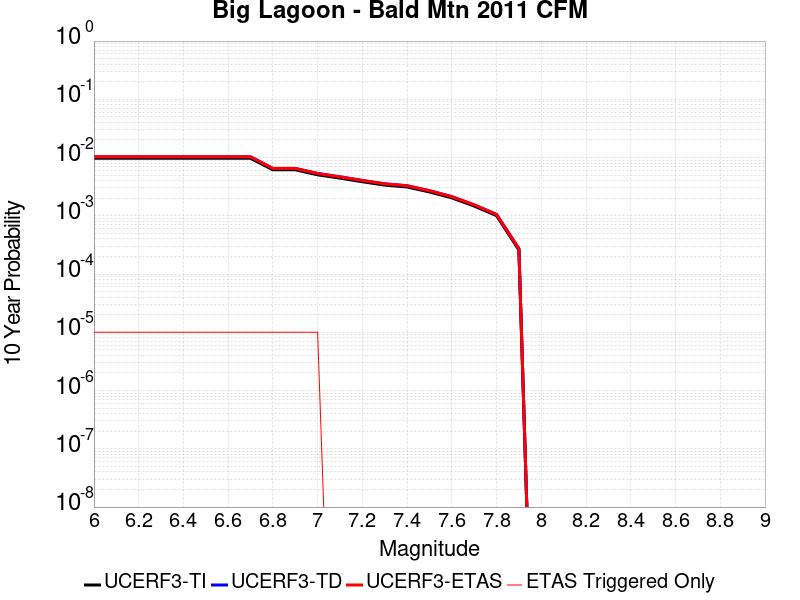 Big Lagoon - Bald Mtn 2011 CFM
10 0
10 -1
10 -2
10 -3
10 -4
10 -5
10 -6
10 -7
10 -8
10 Year Probability
6 6.2 6.4 6.6 6.8 7 7.2 7.4 7.6 7.8 8 8.2 8.4 8.6 8.8 9
Magnitude
UCERF3-TI UCERF3-TD UCERF3-ETAS ETAS Triggered Only